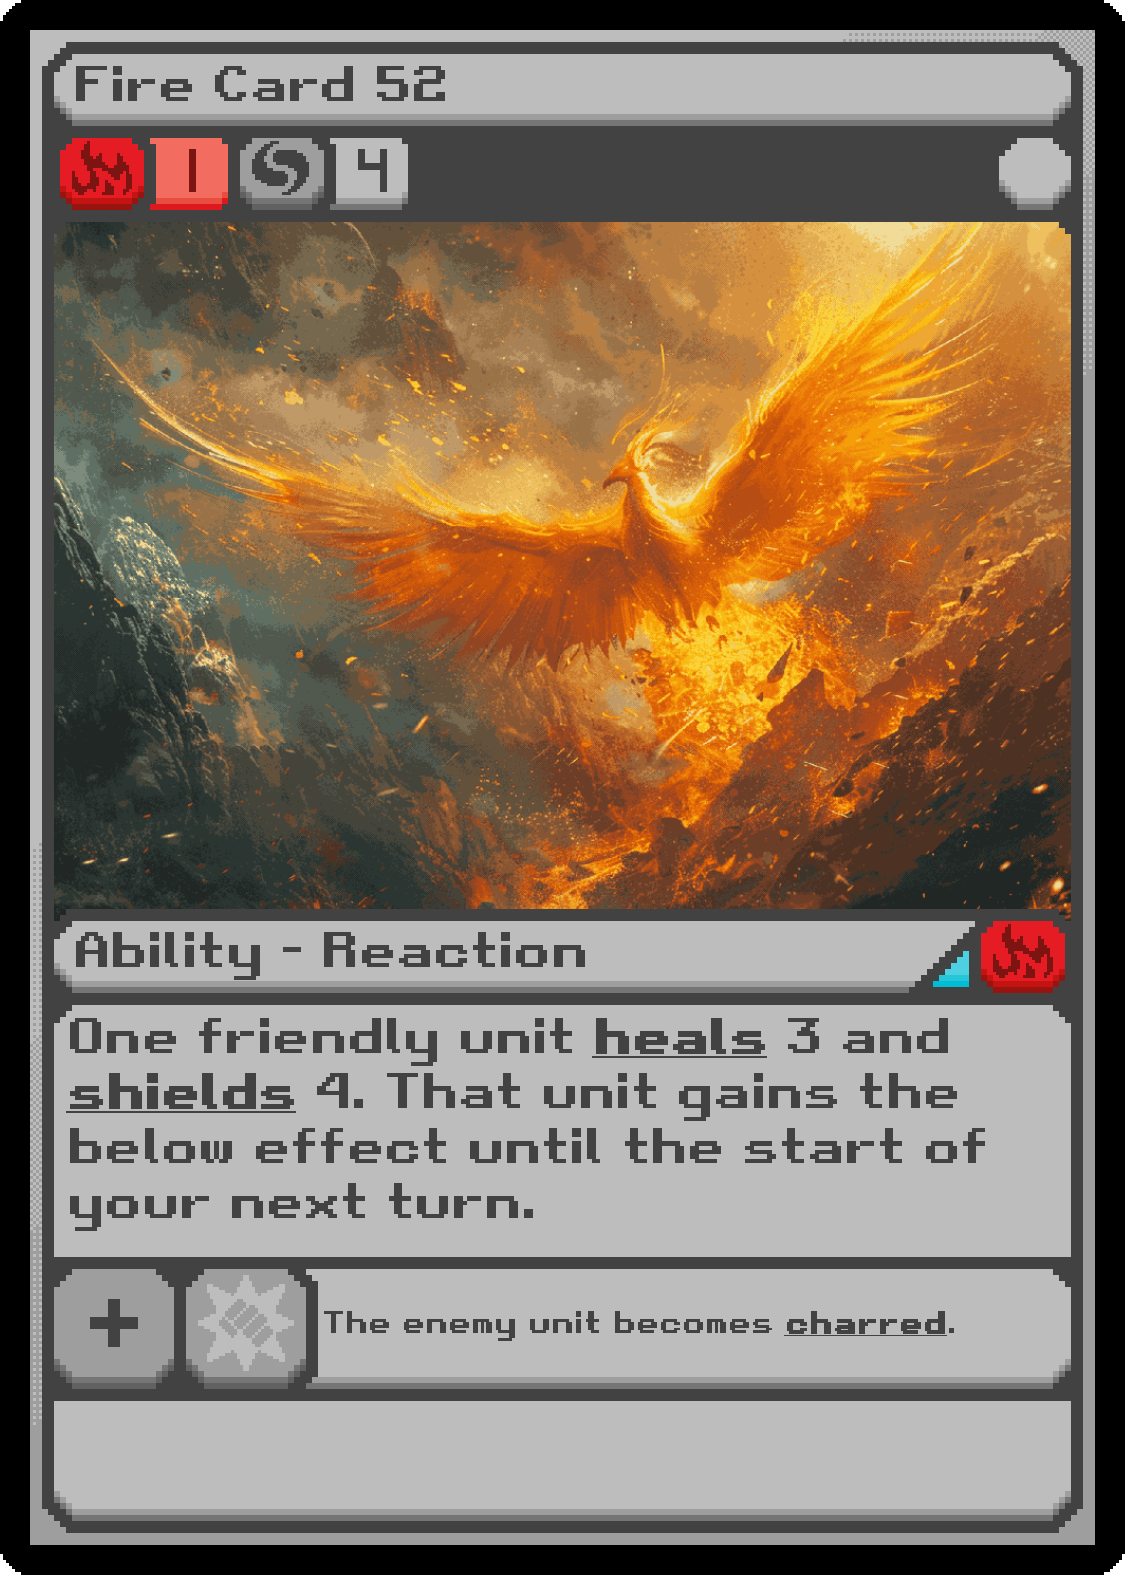 Fire Card 52
1 4
Ability - Reaction
One friendly unit heals 3 and
shields 4. That unit gains the
below effect until the start of
your next turn.
+ The enemy unit becomes charred.